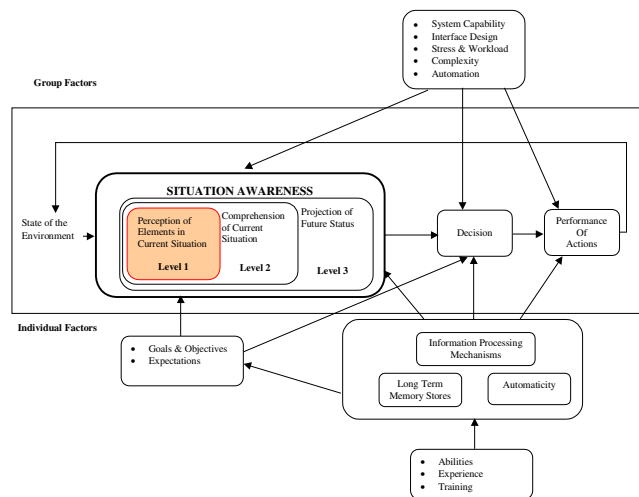 • System Capability
• Interface Design
• Stress & Workload
• Complexity
• Automation
Group Factors
SITUATION AWARENESS
State of the
Environment
Perception of
Elements in
Current Situation
Level 1
Comprehension
of Current
Situation
Level 2
Projection of
Future Status
Level 3
Decision
Performance
Of
Actions
Individual Factors
• Goals & Objectives
• Expectations
Information Processing
Mechanisms
Long Term
Memory Stores
Automaticity
• Abilities
• Experience
• Training